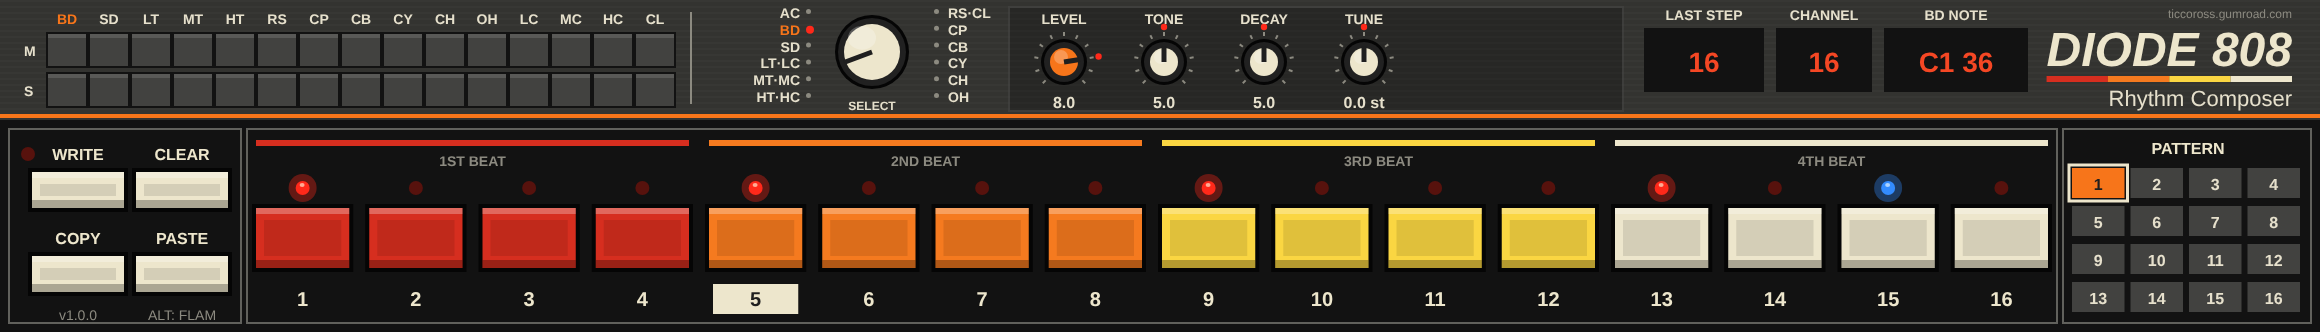 BD SD LT MT HT RS CP CB CY CH OH LC MC HC CL
M
S
AC
BD
SD
LT·LC
MT·MC
HT·HC
SELECT
RS·CL
CP
CB
CY
CH
OH
LEVEL TONE DECAY TUNE
8.0 5.0 5.0 0.0 st
LAST STEP CHANNEL BD NOTE
16 16 C1 36
ticcoross.gumroad.com
DIODE 808
Rhythm Composer
WRITE CLEAR
COPY PASTE
v1.0.0 ALT: FLAM
1ST BEAT 2ND BEAT 3RD BEAT 4TH BEAT
1 2 3 4 5 6 7 8 9 10 11 12 13 14 15 16
PATTERN
1 2 3 4
5 6 7 8
9 10 11 12
13 14 15 16